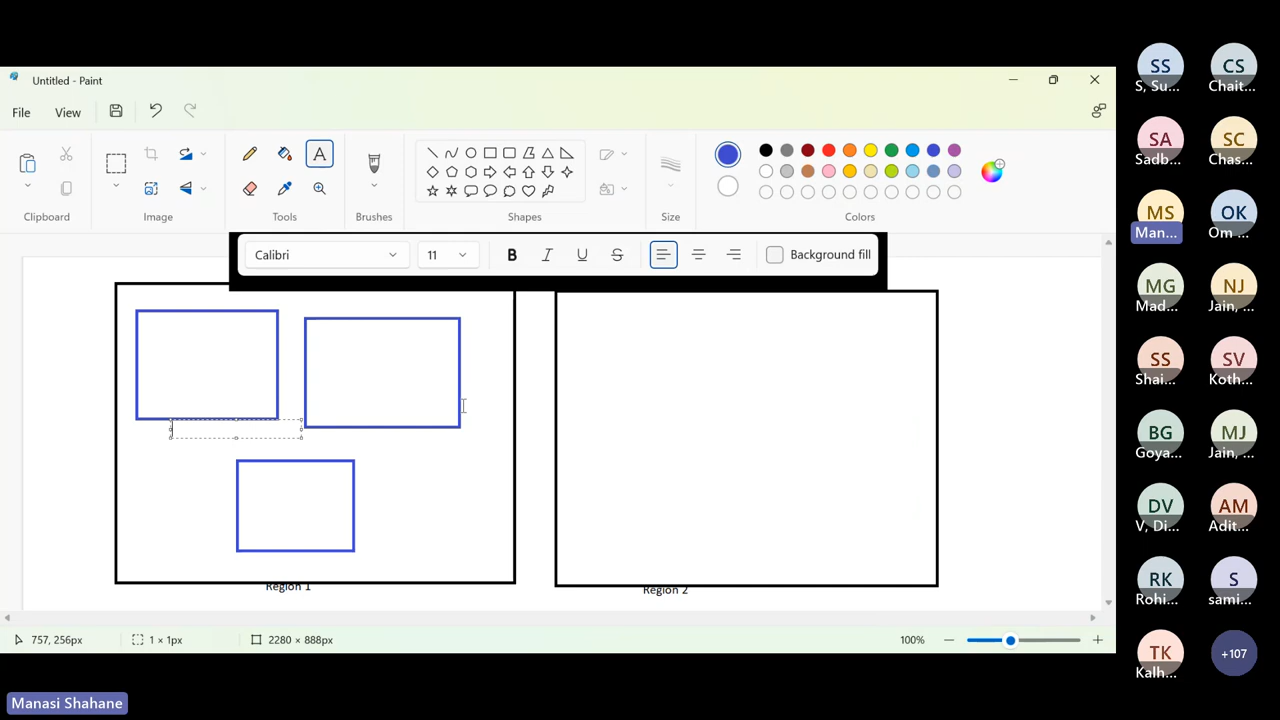 Untitled - Paint
File
View
Clipboard
Image
Tools
Brushes
Shapes
Size
Colors
Calibri
11
B
I
U
S
Background fill
Region 1
Region 2
757, 256px
1 × 1px
2280 × 888px
100%
SS
S, Su...
CS
Chait...
SA
Sadb...
SC
Chas...
MS
Man...
OK
Om ...
MG
Mad...
NJ
Jain, ...
SS
Shai...
SV
Koth...
BG
Goya...
MJ
Jain, ...
DV
V, Di...
AM
Adit...
RK
Rohi...
S
sami...
TK
Kalh...
+107
Manasi Shahane